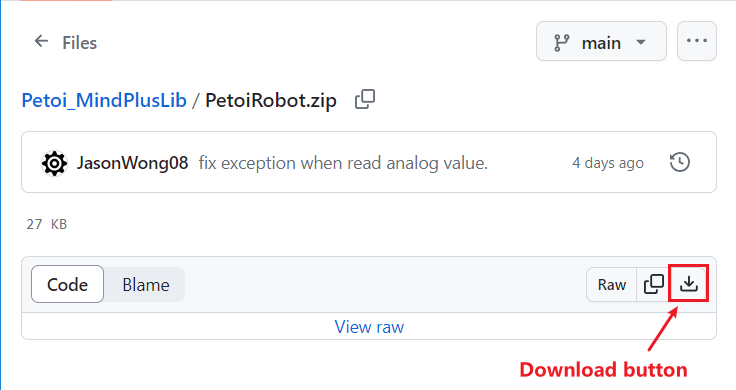 Files
main
Petoi_MindPlusLib / PetoiRobot.zip
JasonWong08 fix exception when read analog value. 4 days ago
27 KB
Code Blame Raw
View raw
Download button